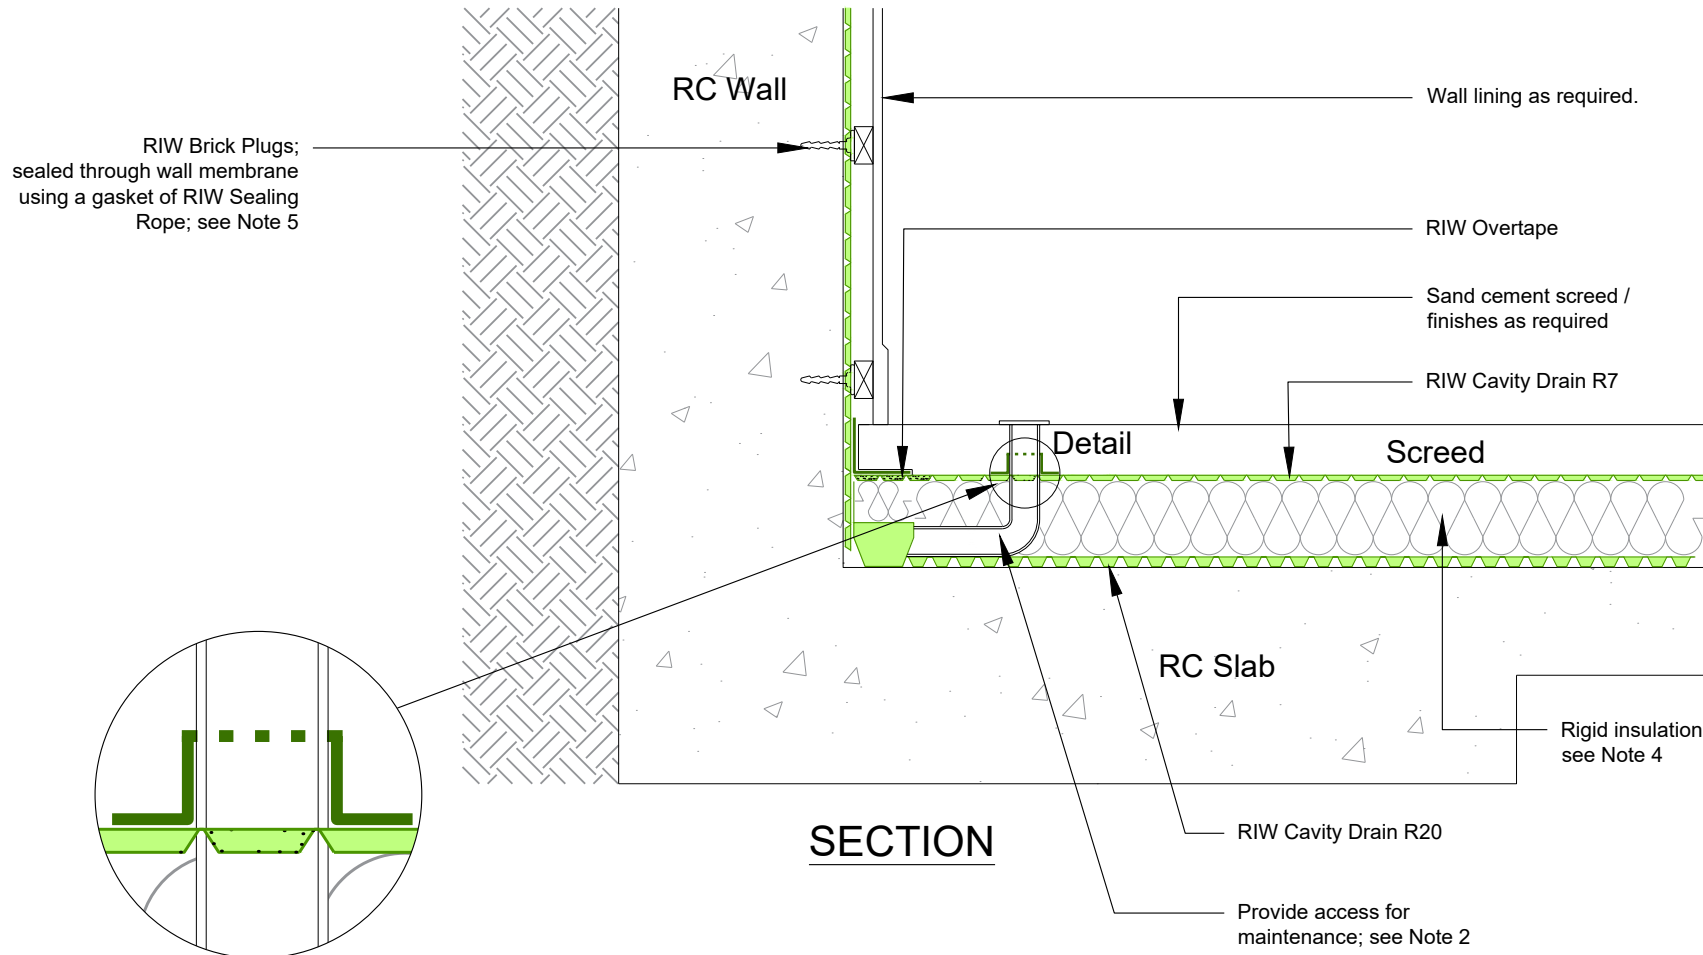 RC Wall
Wall lining as required.
RIW Brick Plugs;
sealed through wall membrane
using a gasket of RIW Sealing
Rope; see Note 5
RIW Overtape
Sand cement screed /
finishes as required
RIW Cavity Drain R7
Detail
Screed
RC Slab
Rigid insulation
see Note 4
SECTION
RIW Cavity Drain R20
Provide access for
maintenance; see Note 2